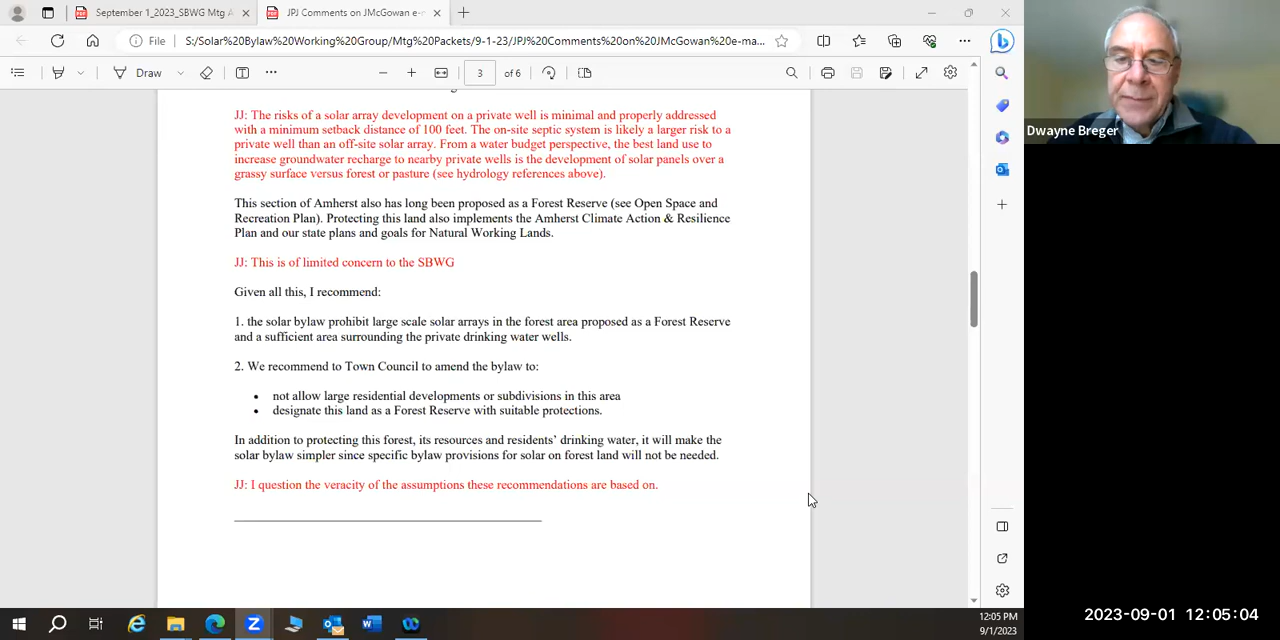 September 1_2023_SBWG Mtg A
JPJ Comments on JMcGowan e-m
File
S:/Solar%20Bylaw%20Working%20Group/Mtg%20Packets/9-1-23/JPJ%20Comments%20on%20JMcGowan%20e-ma...
Draw
3 of 6
JJ: The risks of a solar array development on a private well is minimal and properly addressed
with a minimum setback distance of 100 feet. The on-site septic system is likely a larger risk to a
private well than an off-site solar array. From a water budget perspective, the best land use to
increase groundwater recharge to nearby private wells is the development of solar panels over a
grassy surface versus forest or pasture (see hydrology references above).
This section of Amherst also has long been proposed as a Forest Reserve (see Open Space and
Recreation Plan). Protecting this land also implements the Amherst Climate Action & Resilience
Plan and our state plans and goals for Natural Working Lands.
JJ: This is of limited concern to the SBWG
Given all this, I recommend:
1. the solar bylaw prohibit large scale solar arrays in the forest area proposed as a Forest Reserve
and a sufficient area surrounding the private drinking water wells.
2. We recommend to Town Council to amend the bylaw to:
• not allow large residential developments or subdivisions in this area
• designate this land as a Forest Reserve with suitable protections.
In addition to protecting this forest, its resources and residents' drinking water, it will make the
solar bylaw simpler since specific bylaw provisions for solar on forest land will not be needed.
JJ: I question the veracity of the assumptions these recommendations are based on.
Dwayne Breger
12:05 PM
9/1/2023
2023-09-01 12:05:04